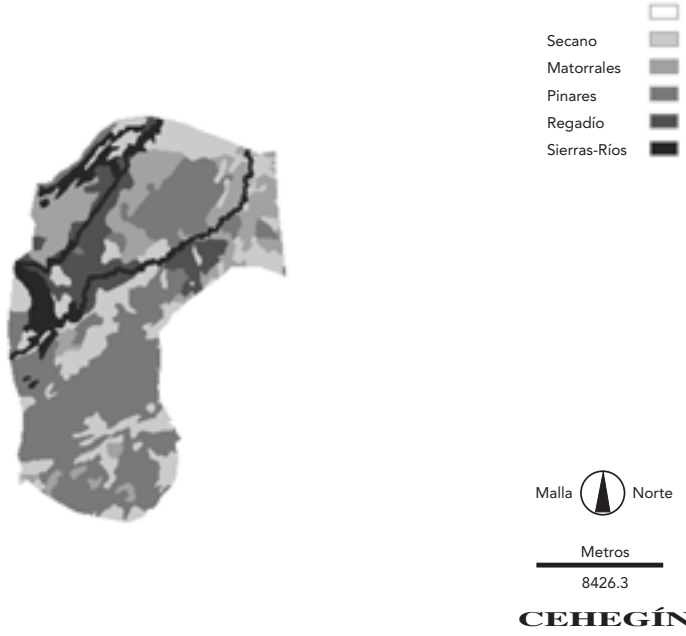 Secano
Matorrales
Pinares
Regadío
Sierras-Ríos
Malla Norte
Metros
8426.3
CEHEGÍN